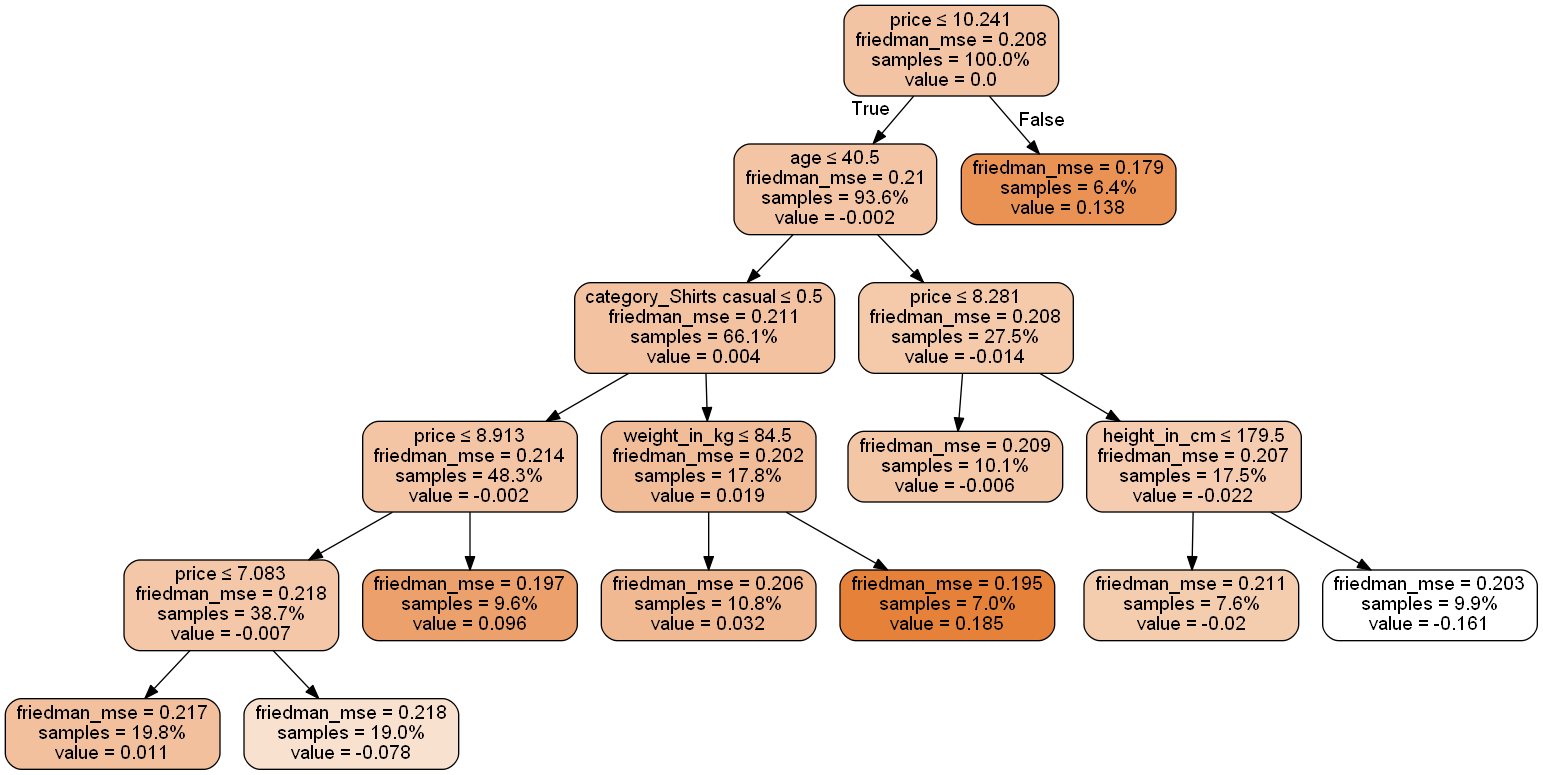 price ≤ 10.241
friedman_mse = 0.208
samples = 100.0%
value = 0.0
True
False
age ≤ 40.5
friedman_mse = 0.21
samples = 93.6%
value = -0.002
friedman_mse = 0.179
samples = 6.4%
value = 0.138
category_Shirts casual ≤ 0.5
friedman_mse = 0.211
samples = 66.1%
value = 0.004
price ≤ 8.281
friedman_mse = 0.208
samples = 27.5%
value = -0.014
price ≤ 8.913
friedman_mse = 0.214
samples = 48.3%
value = -0.002
weight_in_kg ≤ 84.5
friedman_mse = 0.202
samples = 17.8%
value = 0.019
friedman_mse = 0.209
samples = 10.1%
value = -0.006
height_in_cm ≤ 179.5
friedman_mse = 0.207
samples = 17.5%
value = -0.022
price ≤ 7.083
friedman_mse = 0.218
samples = 38.7%
value = -0.007
friedman_mse = 0.197
samples = 9.6%
value = 0.096
friedman_mse = 0.206
samples = 10.8%
value = 0.032
friedman_mse = 0.195
samples = 7.0%
value = 0.185
friedman_mse = 0.211
samples = 7.6%
value = -0.02
friedman_mse = 0.203
samples = 9.9%
value = -0.161
friedman_mse = 0.217
samples = 19.8%
value = 0.011
friedman_mse = 0.218
samples = 19.0%
value = -0.078